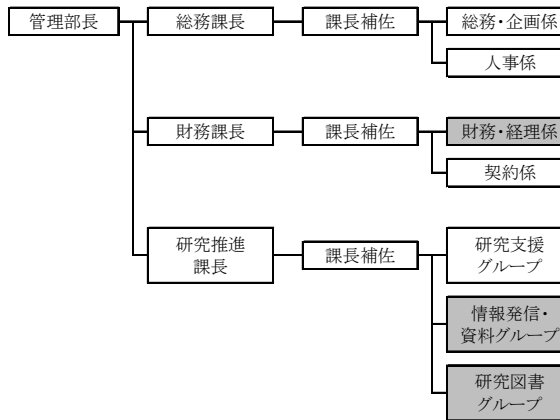 管理部長
総務課長
課長補佐
総務・企画係
人事係
財務課長
課長補佐
財務・経理係
契約係
研究推進
課長
課長補佐
研究支援
グループ
情報発信・
資料グループ
研究図書
グループ